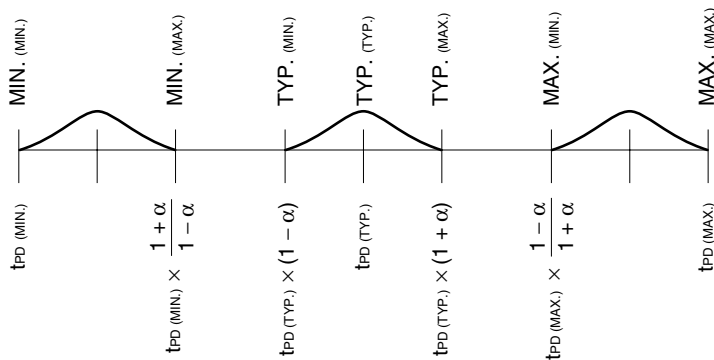 MIN. (MIN.)
MIN. (MAX.)
TYP. (MIN.)
TYP. (TYP.)
TYP. (MAX.)
MAX. (MIN.)
MAX. (MAX.)
tPD (MIN.)
tPD (MIN.) × 1 + α / 1 − α
tPD (TYP.) × (1 − α)
tPD (TYP.)
tPD (TYP.) × (1 + α)
tPD (MAX.) × 1 − α / 1 + α
tPD (MAX.)